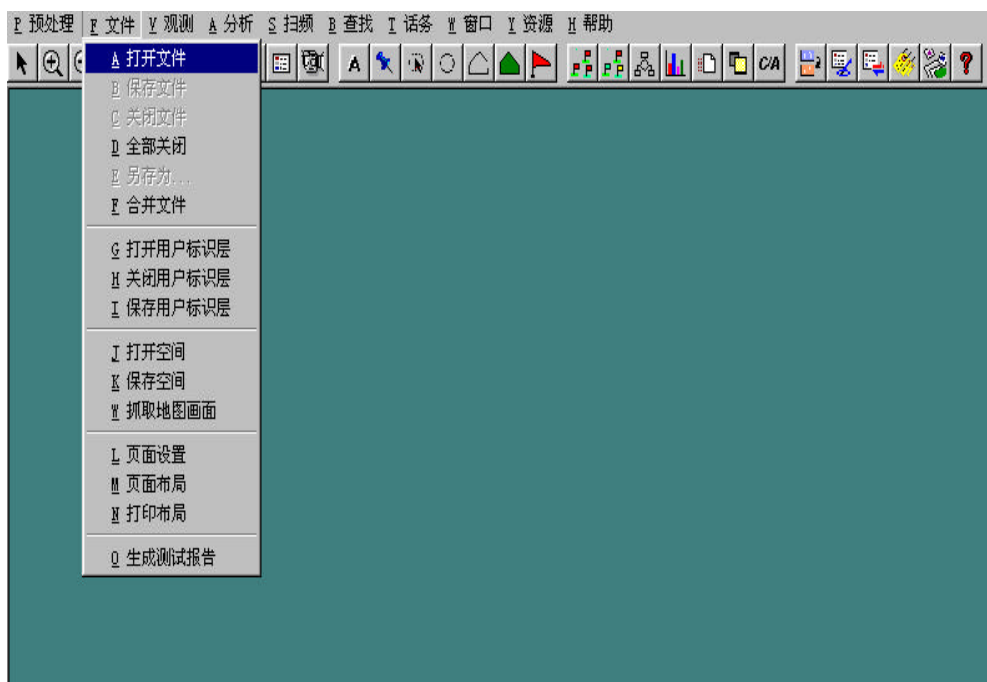 P 预处理 F 文件 V 观测 A 分析 S 扫频 B 查找 T 话务 W 窗口 Y 资源 H 帮助
A C/A 2 ?
A 打开文件
B 保存文件
C 关闭文件
D 全部关闭
E 另存为...
F 合并文件
G 打开用户标识层
H 关闭用户标识层
I 保存用户标识层
J 打开空间
K 保存空间
W 抓取地图画面
L 页面设置
M 页面布局
N 打印布局
O 生成测试报告